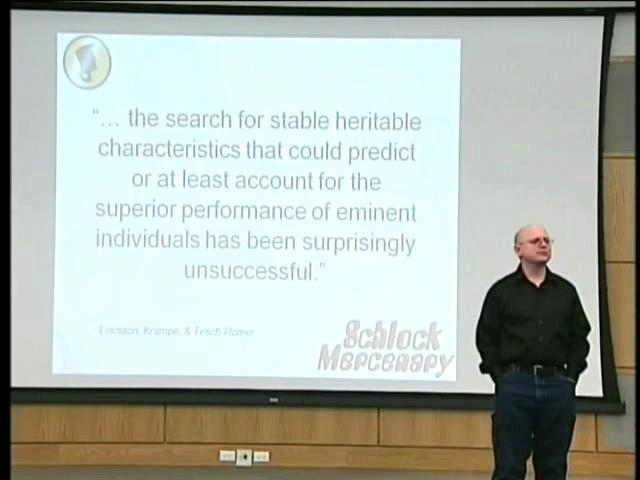 “... the search for stable heritable
characteristics that could predict
or at least account for the
superior performance of eminent
individuals has been surprisingly
unsuccessful.”
- Ericsson, Krampe, & Tesch Romer
Schlock
Mercenary